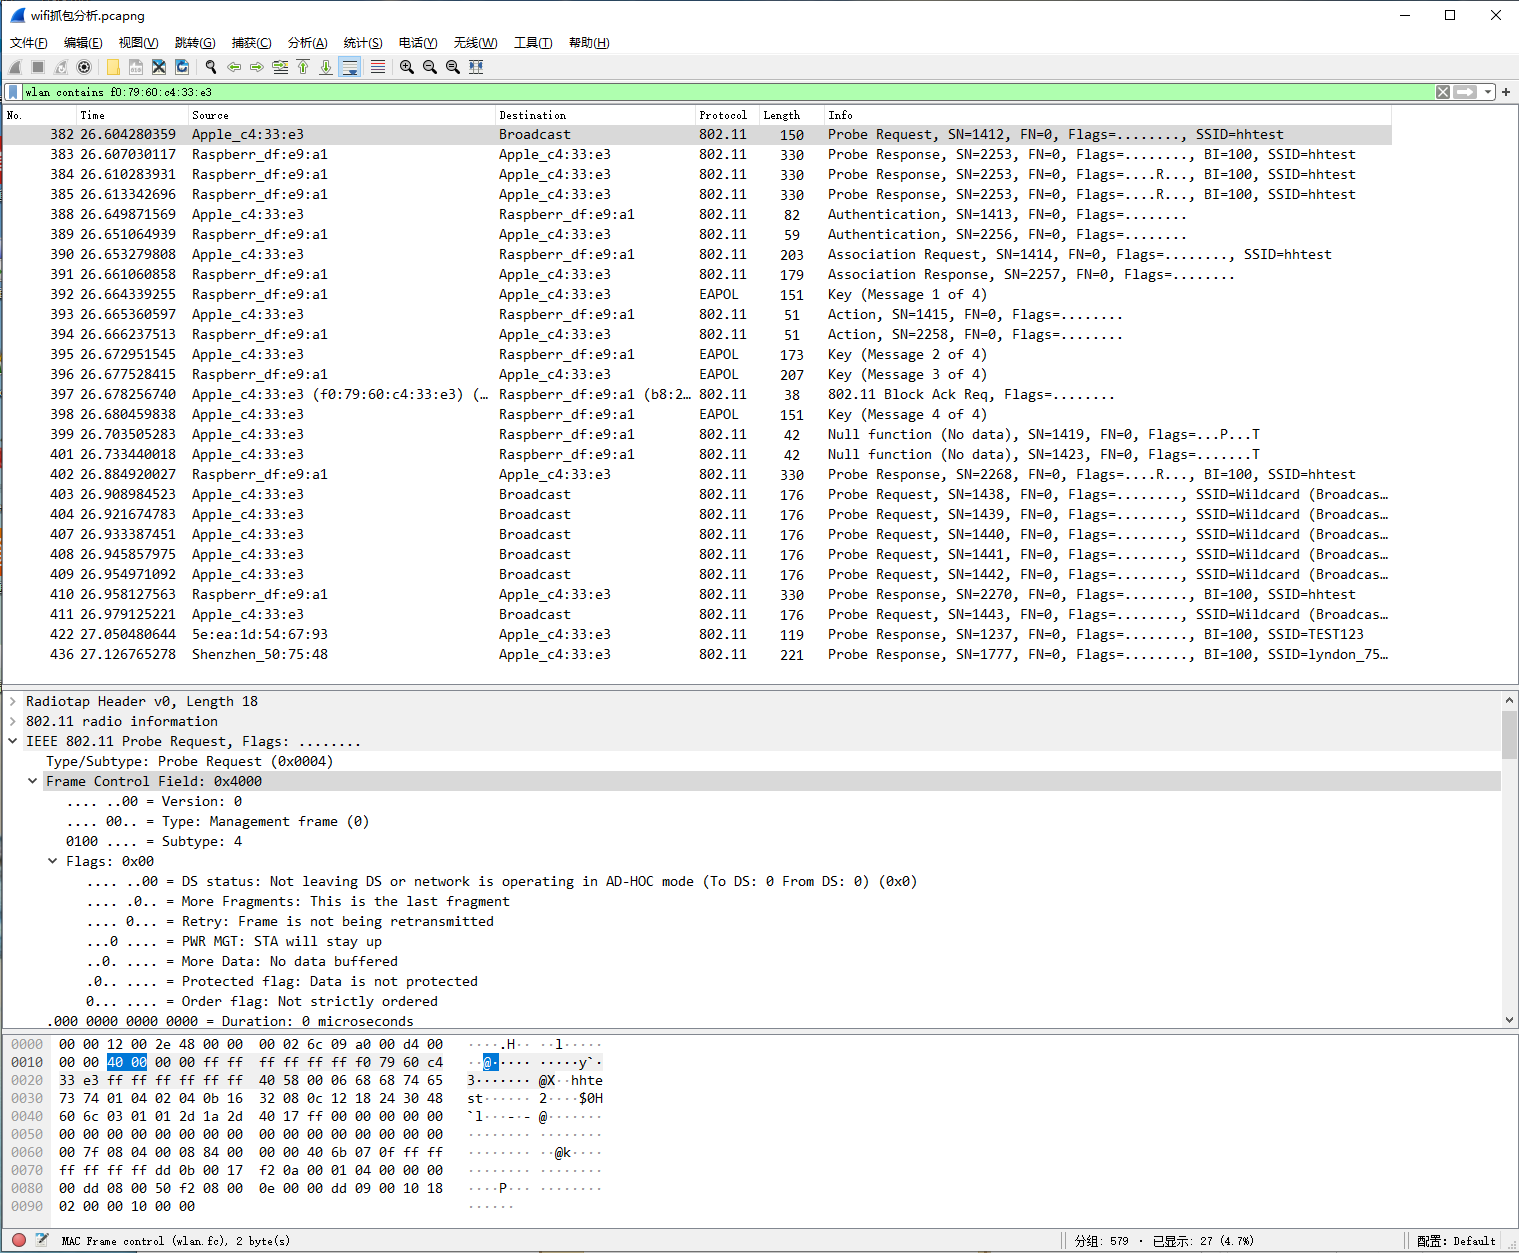 wifi抓包分析.pcapng
文件(F) 编辑(E) 视图(V) 跳转(G) 捕获(C) 分析(A) 统计(S) 电话(Y) 无线(W) 工具(T) 帮助(H)
wlan contains f0:79:60:c4:33:e3
No. Time Source Destination Protocol Length Info
382 26.604280359 Apple_c4:33:e3 Broadcast 802.11 150 Probe Request, SN=1412, FN=0, Flags=........, SSID=hhtest
383 26.607030117 Raspberr_df:e9:a1 Apple_c4:33:e3 802.11 330 Probe Response, SN=2253, FN=0, Flags=........, BI=100, SSID=hhtest
384 26.610283931 Raspberr_df:e9:a1 Apple_c4:33:e3 802.11 330 Probe Response, SN=2253, FN=0, Flags=....R..., BI=100, SSID=hhtest
385 26.613342696 Raspberr_df:e9:a1 Apple_c4:33:e3 802.11 330 Probe Response, SN=2253, FN=0, Flags=....R..., BI=100, SSID=hhtest
388 26.649871569 Apple_c4:33:e3 Raspberr_df:e9:a1 802.11 82 Authentication, SN=1413, FN=0, Flags=........
389 26.651064939 Raspberr_df:e9:a1 Apple_c4:33:e3 802.11 59 Authentication, SN=2256, FN=0, Flags=........
390 26.653279808 Apple_c4:33:e3 Raspberr_df:e9:a1 802.11 203 Association Request, SN=1414, FN=0, Flags=........, SSID=hhtest
391 26.661060858 Raspberr_df:e9:a1 Apple_c4:33:e3 802.11 179 Association Response, SN=2257, FN=0, Flags=........
392 26.664339255 Raspberr_df:e9:a1 Apple_c4:33:e3 EAPOL 151 Key (Message 1 of 4)
393 26.665360597 Apple_c4:33:e3 Raspberr_df:e9:a1 802.11 51 Action, SN=1415, FN=0, Flags=........
394 26.666237513 Raspberr_df:e9:a1 Apple_c4:33:e3 802.11 51 Action, SN=2258, FN=0, Flags=........
395 26.672951545 Apple_c4:33:e3 Raspberr_df:e9:a1 EAPOL 173 Key (Message 2 of 4)
396 26.677528415 Raspberr_df:e9:a1 Apple_c4:33:e3 EAPOL 207 Key (Message 3 of 4)
397 26.678256740 Apple_c4:33:e3 (f0:79:60:c4:33:e3) (… Raspberr_df:e9:a1 (b8:2… 802.11 38 802.11 Block Ack Req, Flags=........
398 26.680459838 Apple_c4:33:e3 Raspberr_df:e9:a1 EAPOL 151 Key (Message 4 of 4)
399 26.703505283 Apple_c4:33:e3 Raspberr_df:e9:a1 802.11 42 Null function (No data), SN=1419, FN=0, Flags=...P...T
401 26.733440018 Apple_c4:33:e3 Raspberr_df:e9:a1 802.11 42 Null function (No data), SN=1423, FN=0, Flags=.......T
402 26.884920027 Raspberr_df:e9:a1 Apple_c4:33:e3 802.11 330 Probe Response, SN=2268, FN=0, Flags=....R..., BI=100, SSID=hhtest
403 26.908984523 Apple_c4:33:e3 Broadcast 802.11 176 Probe Request, SN=1438, FN=0, Flags=........, SSID=Wildcard (Broadcas…
404 26.921674783 Apple_c4:33:e3 Broadcast 802.11 176 Probe Request, SN=1439, FN=0, Flags=........, SSID=Wildcard (Broadcas…
407 26.933387451 Apple_c4:33:e3 Broadcast 802.11 176 Probe Request, SN=1440, FN=0, Flags=........, SSID=Wildcard (Broadcas…
408 26.945857975 Apple_c4:33:e3 Broadcast 802.11 176 Probe Request, SN=1441, FN=0, Flags=........, SSID=Wildcard (Broadcas…
409 26.954971092 Apple_c4:33:e3 Broadcast 802.11 176 Probe Request, SN=1442, FN=0, Flags=........, SSID=Wildcard (Broadcas…
410 26.958127563 Raspberr_df:e9:a1 Apple_c4:33:e3 802.11 330 Probe Response, SN=2270, FN=0, Flags=........, BI=100, SSID=hhtest
411 26.979125221 Apple_c4:33:e3 Broadcast 802.11 176 Probe Request, SN=1443, FN=0, Flags=........, SSID=Wildcard (Broadcas…
422 27.050480644 5e:ea:1d:54:67:93 Apple_c4:33:e3 802.11 119 Probe Response, SN=1237, FN=0, Flags=........, BI=100, SSID=TEST123
436 27.126765278 Shenzhen_50:75:48 Apple_c4:33:e3 802.11 221 Probe Response, SN=1777, FN=0, Flags=........, BI=100, SSID=lyndon_75…
Radiotap Header v0, Length 18
802.11 radio information
IEEE 802.11 Probe Request, Flags: ........
Type/Subtype: Probe Request (0x0004)
Frame Control Field: 0x4000
.... ..00 = Version: 0
.... 00.. = Type: Management frame (0)
0100 .... = Subtype: 4
Flags: 0x00
.... ..00 = DS status: Not leaving DS or network is operating in AD-HOC mode (To DS: 0 From DS: 0) (0x0)
.... .0.. = More Fragments: This is the last fragment
.... 0... = Retry: Frame is not being retransmitted
...0 .... = PWR MGT: STA will stay up
..0. .... = More Data: No data buffered
.0.. .... = Protected flag: Data is not protected
0... .... = Order flag: Not strictly ordered
.000 0000 0000 0000 = Duration: 0 microseconds
0000 00 00 12 00 2e 48 00 00 00 02 6c 09 a0 00 d4 00 ·····.H·· ··l·····
0010 00 00 40 00 00 00 ff ff ff ff ff ff f0 79 60 c4 ··@····· ·····y`·
0020 33 e3 ff ff ff ff ff ff 40 58 00 06 68 68 74 65 3······· @X··hhte
0030 73 74 01 04 02 04 0b 16 32 08 0c 12 18 24 30 48 st······ 2····$0H
0040 60 6c 03 01 01 2d 1a 2d 40 17 ff 00 00 00 00 00 `l···-·- @·······
0050 00 00 00 00 00 00 00 00 00 00 00 00 00 00 00 00 ········ ········
0060 00 7f 08 04 00 08 84 00 00 00 40 6b 07 0f ff ff ········ ··@k····
0070 ff ff ff ff dd 0b 00 17 f2 0a 00 01 04 00 00 00 ········ ········
0080 00 dd 08 00 50 f2 08 00 0e 00 00 dd 09 00 10 18 ····P··· ········
0090 02 00 00 10 00 00 ······
MAC Frame control (wlan.fc), 2 byte(s) 分组: 579 · 已显示: 27 (4.7%) 配置: Default